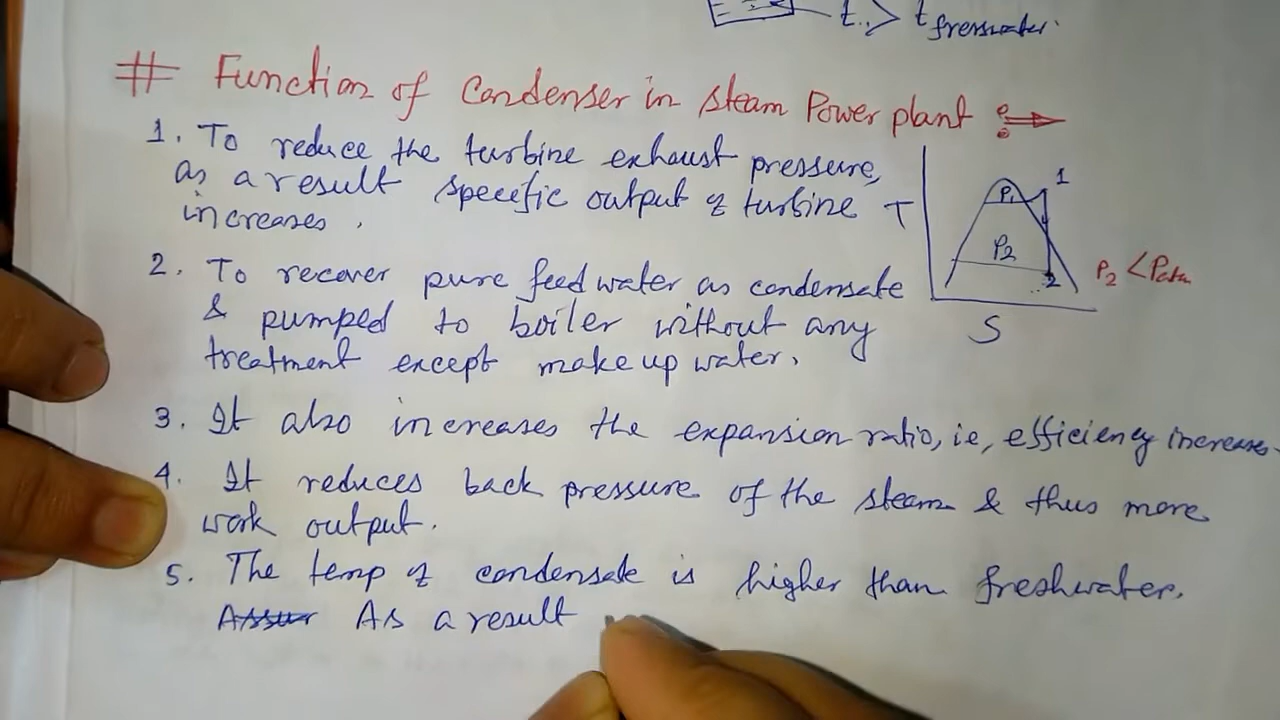 t.. > t freswater.
# Function of Condenser in steam Power plant :⇒
1. To reduce the turbine exhaust pressure,
as a result specific output of turbine
increases.
T
P1
1
P2
2
S
P2 < Patm
2. To recover pure feed water as condensate
& pumped to boiler without any
treatment except make up water.
3. It also increases the expansion ratio, ie, efficiency increases.
4. It reduces back pressure of the steam & thus more
work output.
5. The temp of condensate is higher than freshwater.
As a result